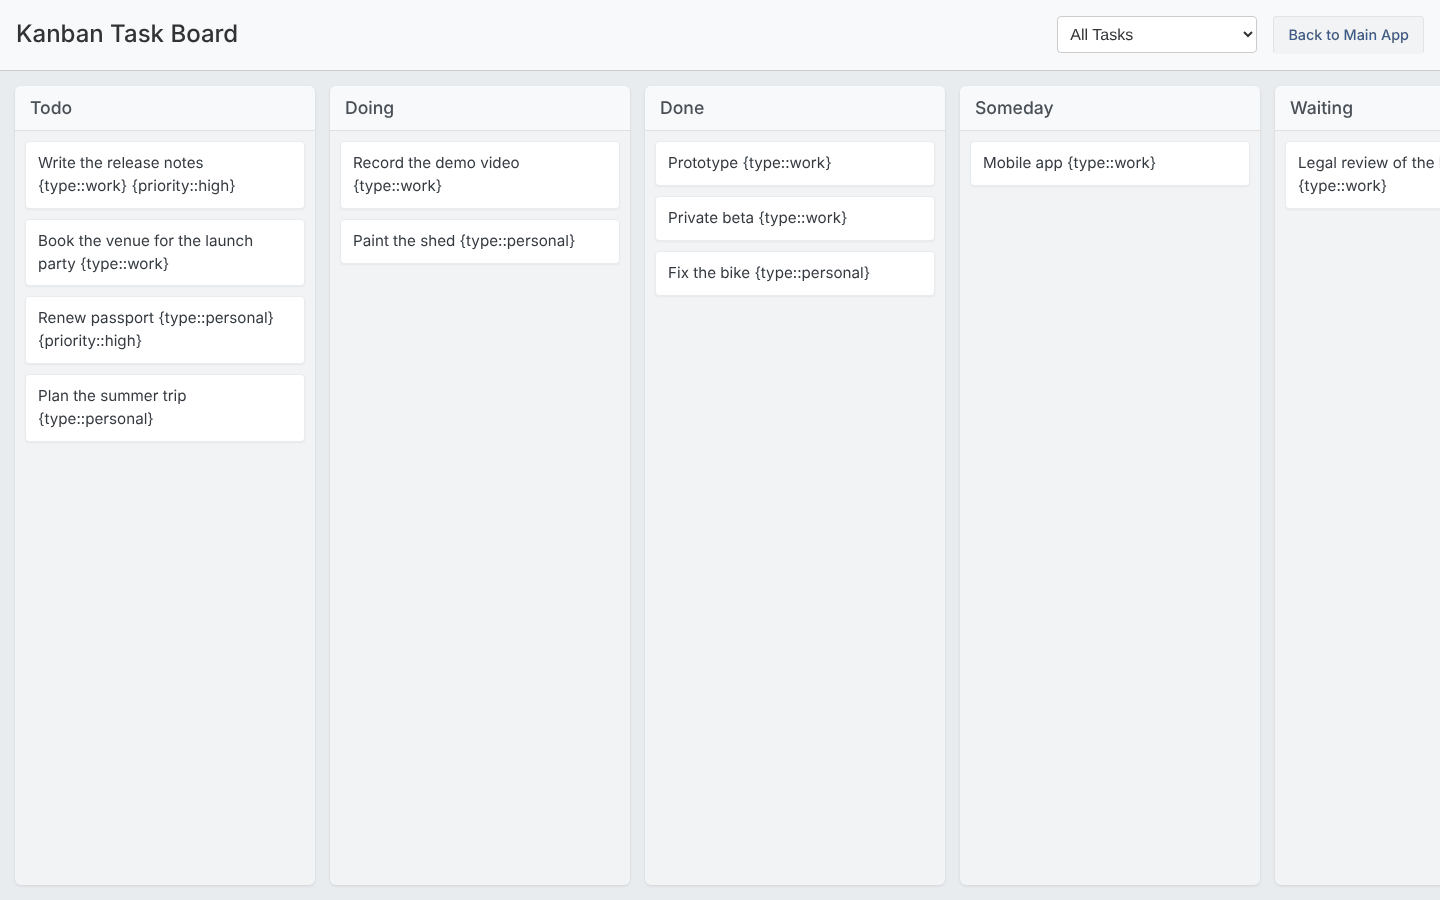 Kanban Task Board
All Tasks
Back to Main App
Todo
Write the release notes
{type::work} {priority::high}
Book the venue for the launch
party {type::work}
Renew passport {type::personal}
{priority::high}
Plan the summer trip
{type::personal}
Doing
Record the demo video
{type::work}
Paint the shed {type::personal}
Done
Prototype {type::work}
Private beta {type::work}
Fix the bike {type::personal}
Someday
Mobile app {type::work}
Waiting
Legal review of the
{type::work}